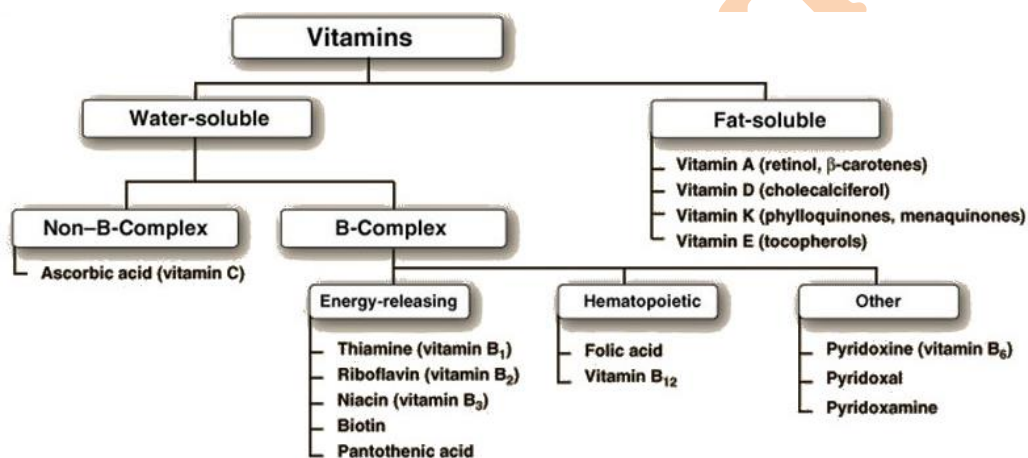 Vitamins
Water-soluble
Fat-soluble
Vitamin A (retinol, β-carotenes)
Vitamin D (cholecalciferol)
Vitamin K (phylloquinones, menaquinones)
Vitamin E (tocopherols)
Non–B-Complex
Ascorbic acid (vitamin C)
B-Complex
Energy-releasing
Thiamine (vitamin B₁)
Riboflavin (vitamin B₂)
Niacin (vitamin B₃)
Biotin
Pantothenic acid
Hematopoietic
Folic acid
Vitamin B₁₂
Other
Pyridoxine (vitamin B₆)
Pyridoxal
Pyridoxamine